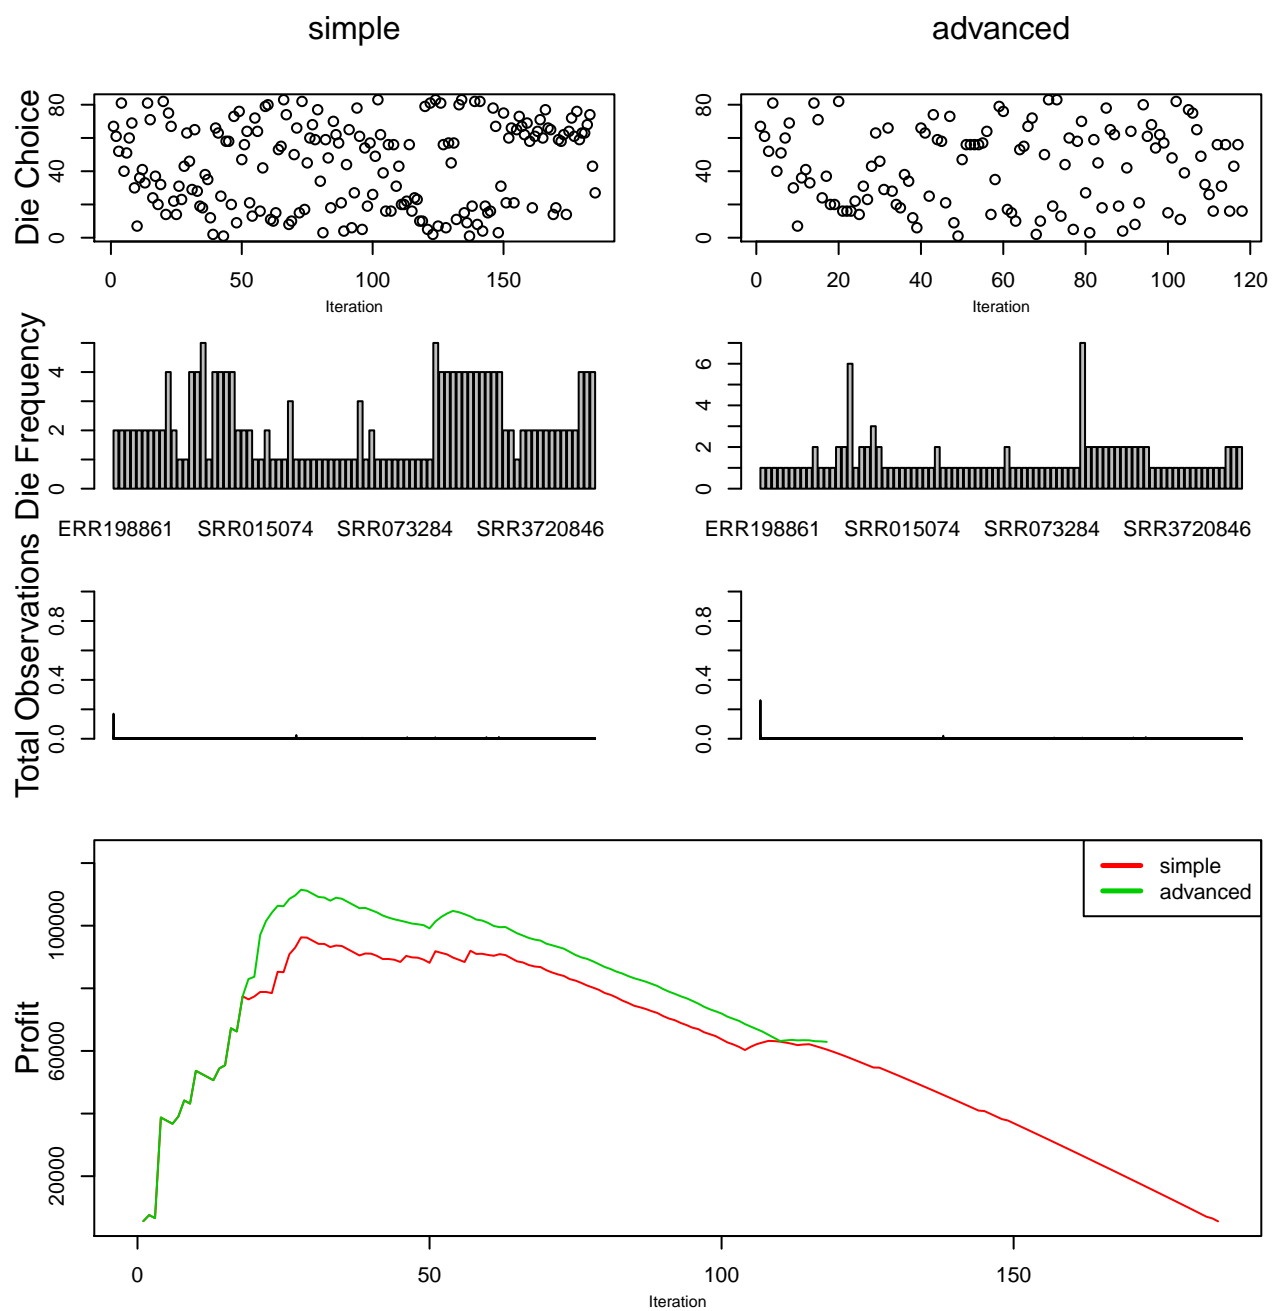 simple
advanced
Die Choice
0 40 80
0 50 100 150
Iteration
0 40 80
0 20 40 60 80 100 120
Iteration
Die Frequency
0 2 4
ERR198861 SRR015074 SRR073284 SRR3720846
0 2 4 6
ERR198861 SRR015074 SRR073284 SRR3720846
Total Observations
0.0 0.4 0.8
0.0 0.4 0.8
Profit
20000 60000 100000
0 50 100 150
Iteration
simple
advanced